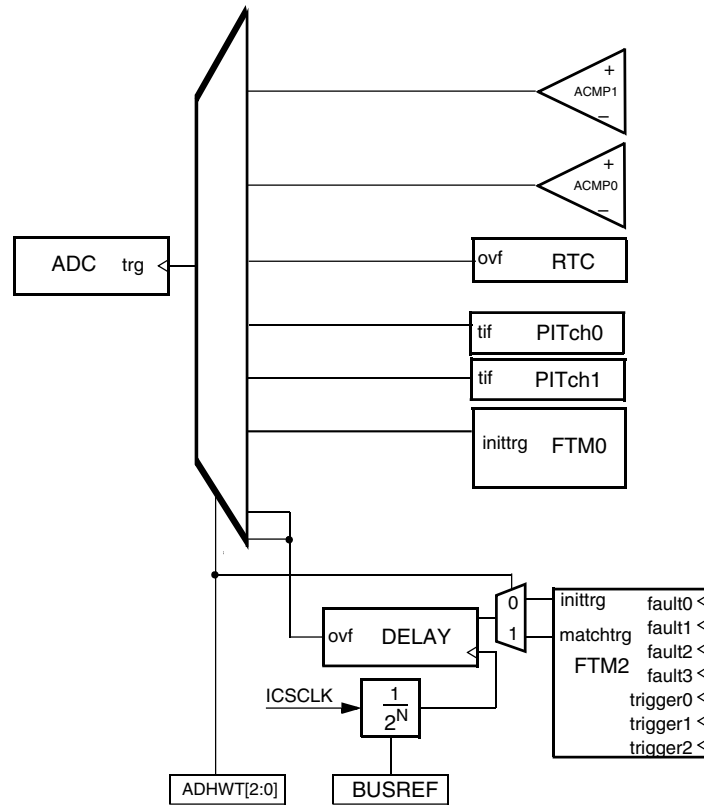 +
ACMP1
–
+
ACMP0
–
ADC trg
ovf RTC
tif PITch0
tif PITch1
inittrg FTM0
ovf DELAY
0
1
inittrg
matchtrg
FTM2
fault0
fault1
fault2
fault3
trigger0
trigger1
trigger2
ICSCLK
1
2^N
ADHWT[2:0]
BUSREF